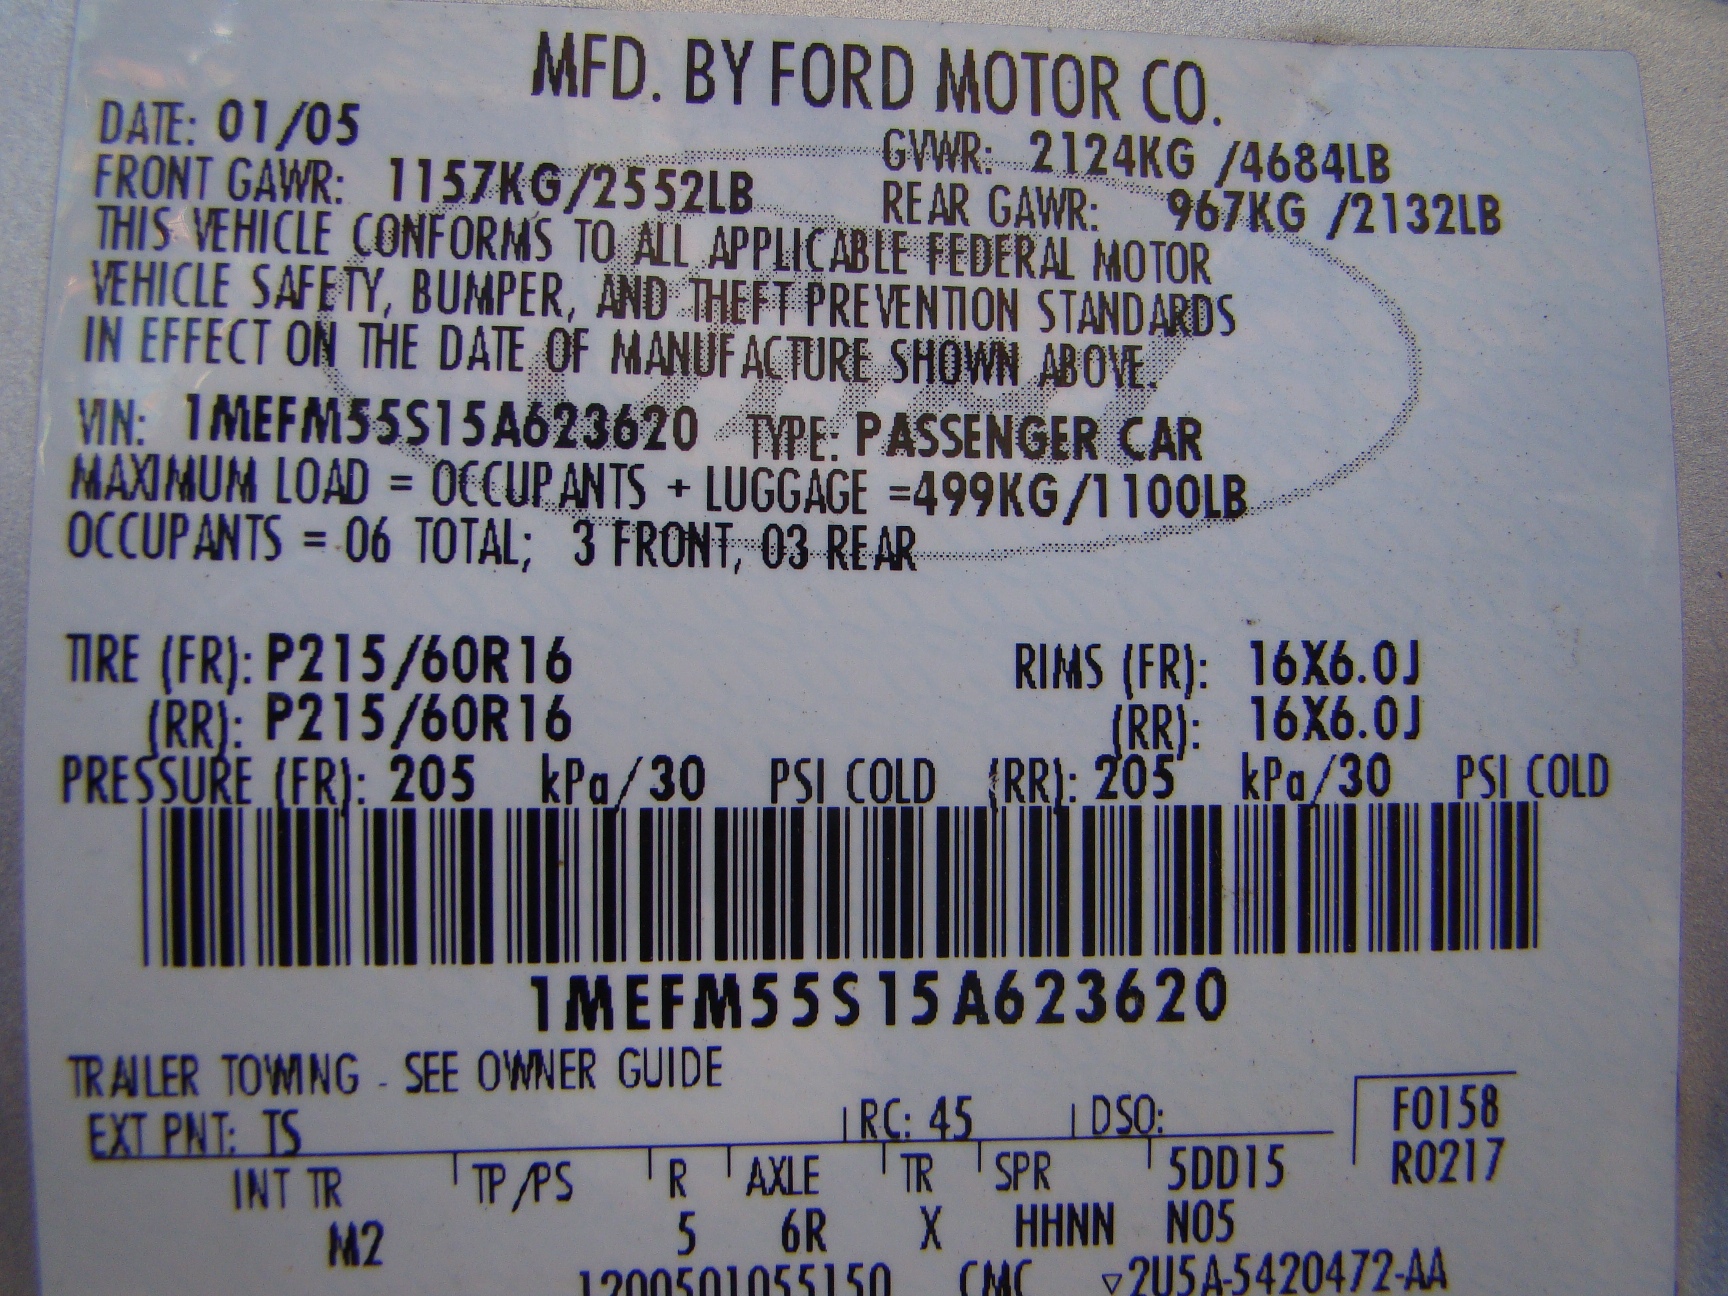 MFD. BY FORD MOTOR CO.
DATE: 01/05 GVWR: 2124KG /4684LB
FRONT GAWR: 1157KG/2552LB REAR GAWR: 967KG /2132LB
THIS VEHICLE CONFORMS TO ALL APPLICABLE FEDERAL MOTOR
VEHICLE SAFETY, BUMPER, AND THEFT PREVENTION STANDARDS
IN EFFECT ON THE DATE OF MANUFACTURE SHOWN ABOVE.
VIN: 1MEFM55S15A623620 TYPE: PASSENGER CAR
MAXIMUM LOAD = OCCUPANTS + LUGGAGE =499KG/1100LB
OCCUPANTS = 06 TOTAL; 3 FRONT, 03 REAR
TIRE (FR): P215/60R16 RIMS (FR): 16X6.0J
(RR): P215/60R16 (RR): 16X6.0J
PRESSURE (FR): 205 kPa/30 PSI COLD (RR): 205 kPa/30 PSI COLD
1MEFM55S15A623620
TRAILER TOWING - SEE OWNER GUIDE
EXT PNT: TS RC: 45 DSO: F0158
INT TR TP/PS R AXLE TR SPR 5DD15 R0217
M2 5 6R X HHNN N05
1200501055150 CMC ▽2U5A-5420472-AA